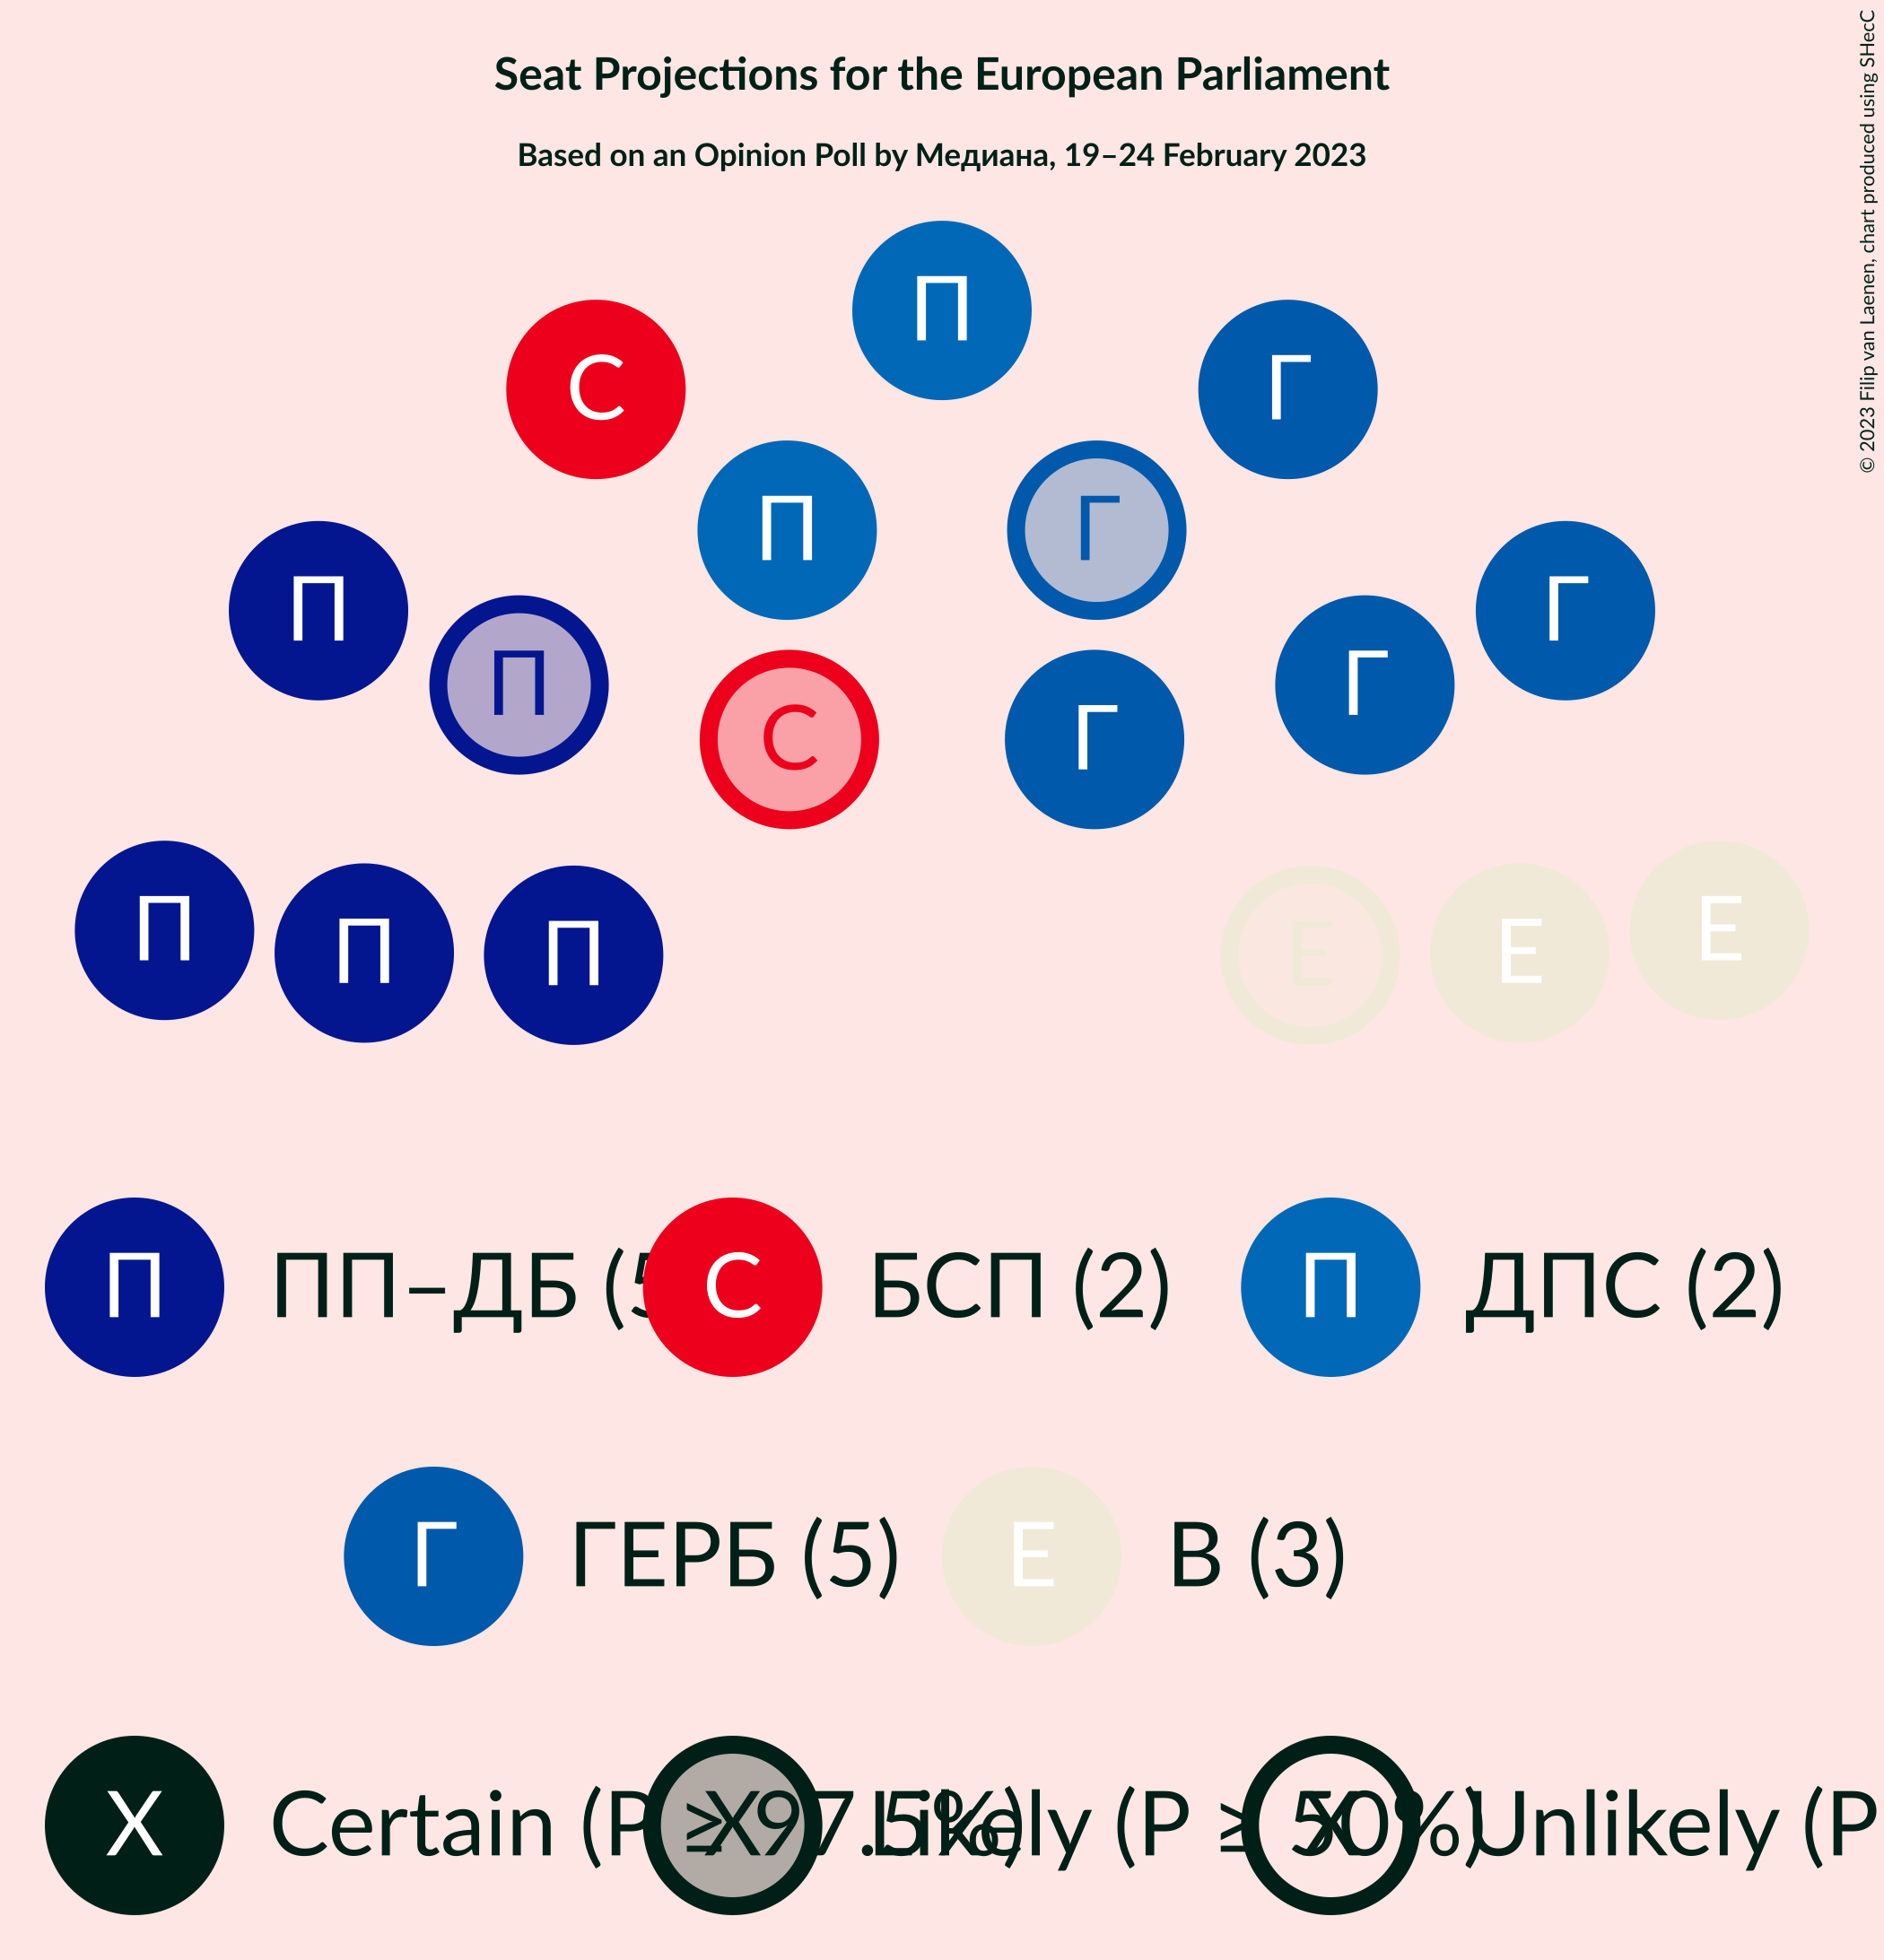 Seat Projections for the European Parliament
Based on an Opinion Poll by Медиана, 19–24 February 2023
© 2023 Filip van Laenen, chart produced using SHecC
П
С Г
П Г
П Г
П Г
С Г
П Е
П Е
П Е
П ПП–ДБ (5 С БСП (2) П ДПС (2)
Г ГЕРБ (5) Е В (3)
X Certain (P ≥ 97.5%) X Likely (P ≥ 50%) X Unlikely (P